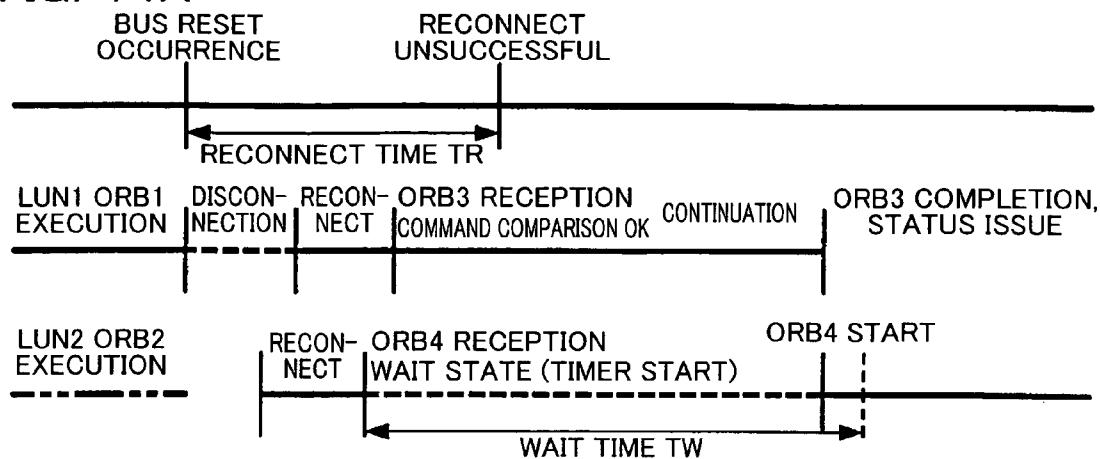 BUS RESET
OCCURRENCE
RECONNECT
UNSUCCESSFUL
RECONNECT TIME TR
LUN1 ORB1
EXECUTION
DISCON-
NECTION
RECON-
NECT
ORB3 RECEPTION
COMMAND COMPARISON OK
CONTINUATION
ORB3 COMPLETION,
STATUS ISSUE
LUN2 ORB2
EXECUTION
RECON-
NECT
ORB4 RECEPTION
WAIT STATE (TIMER START)
ORB4 START
WAIT TIME TW